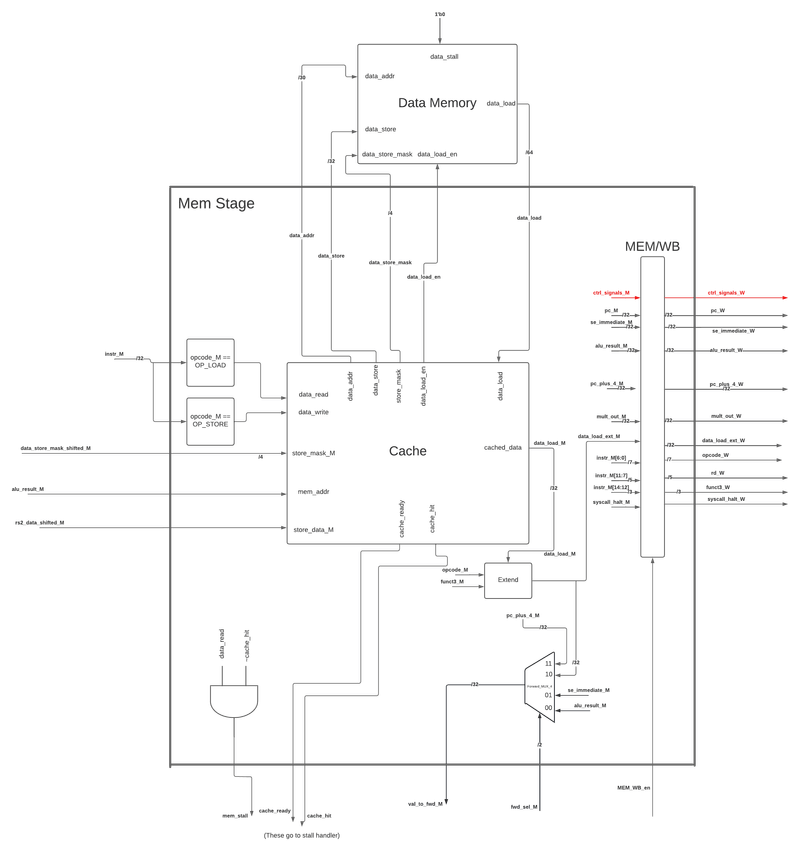 1'b0
data_stall
data_addr
Data Memory
data_load
data_store
data_store_mask
data_load_en
/30
/32
/4
/64
Mem Stage
data_addr
data_store
data_store_mask
data_load_en
data_load
MEM/WB
ctrl_signals_M
ctrl_signals_W
pc_M
/32
/32
pc_W
se_immediate_M
/32
/32
se_immediate_W
alu_result_M
/32
/32
alu_result_W
pc_plus_4_M
/32
pc_plus_4_W
/32
mult_out_M
/32
/32
mult_out_W
data_load_ext_M
/32
data_load_ext_W
instr_M[6:0]
/7
/7
opcode_W
instr_M[11:7]
/5
/5
rd_W
instr_M[14:12]
/3
/3
funct3_W
syscall_halt_M
syscall_halt_W
instr_M
/32
opcode_M ==
OP_LOAD
opcode_M ==
OP_STORE
data_addr
data_store
store_mask
data_load_en
data_load
data_read
data_write
Cache
cached_data
data_load_M
/32
data_store_mask_shifted_M
/4
store_mask_M
alu_result_M
mem_addr
rs2_data_shifted_M
store_data_M
cache_ready
cache_hit
data_load_M
opcode_M
funct3_M
Extend
pc_plus_4_M
/32
/32
11
10
Forward_MUX_4
01
00
se_immediate_M
alu_result_M
/32
/2
data_read
~cache_hit
mem_stall
cache_ready
cache_hit
(These go to stall handler)
val_to_fwd_M
fwd_sel_M
MEM_WB_en